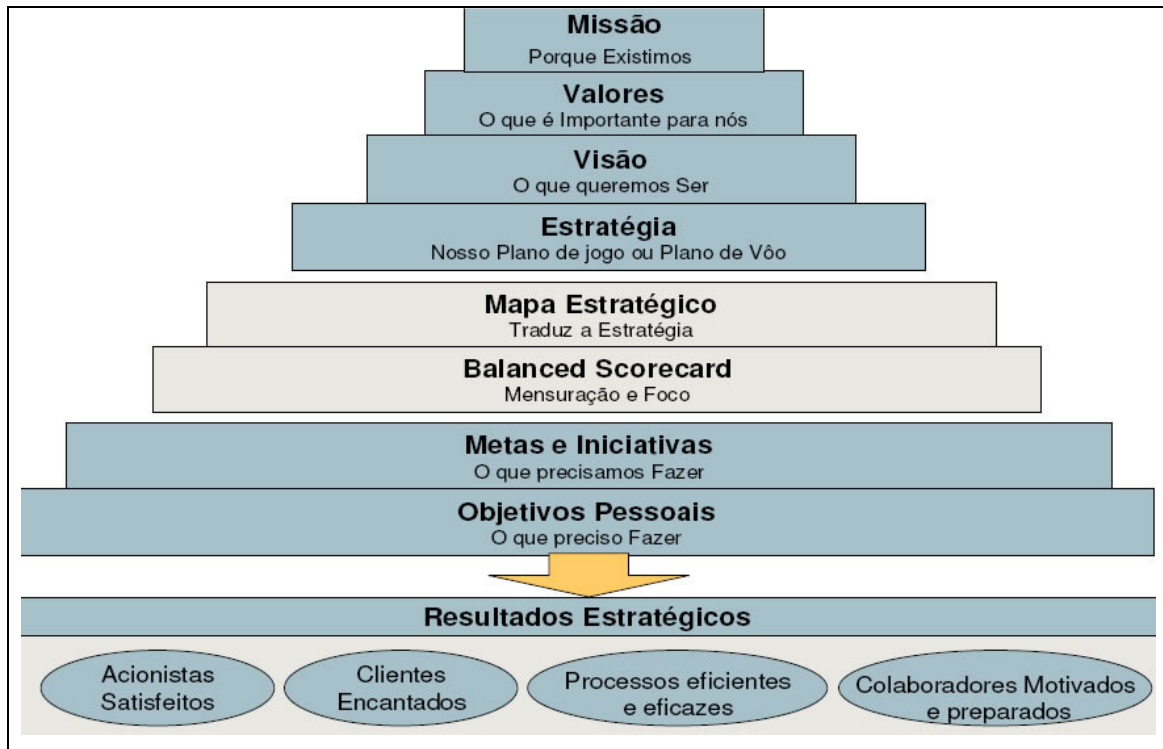 Missão
Porque Existimos
Valores
O que é Importante para nós
Visão
O que queremos Ser
Estratégia
Nosso Plano de jogo ou Plano de Vôo
Mapa Estratégico
Traduz a Estratégia
Balanced Scorecard
Mensuração e Foco
Metas e Iniciativas
O que precisamos Fazer
Objetivos Pessoais
O que preciso Fazer
Resultados Estratégicos
Acionistas
Satisfeitos
Clientes
Encantados
Processos eficientes
e eficazes
Colaboradores Motivados
e preparados